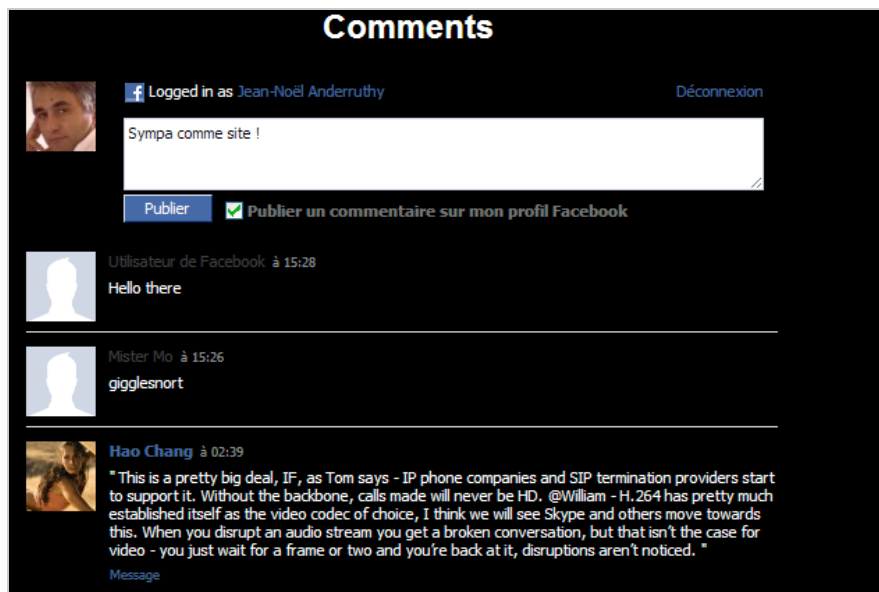 Comments
Logged in as Jean-Noël Anderruthy Déconnexion
Sympa comme site !
Publier Publier un commentaire sur mon profil Facebook
Utilisateur de Facebook à 15:28
Hello there
Mister Mo à 15:26
gigglesnort
Hao Chang à 02:39
" This is a pretty big deal, IF, as Tom says - IP phone companies and SIP termination providers start
to support it. Without the backbone, calls made will never be HD. @William - H.264 has pretty much
established itself as the video codec of choice, I think we will see Skype and others move towards
this. When you disrupt an audio stream you get a broken conversation, but that isn't the case for
video - you just wait for a frame or two and you're back at it, disruptions aren't noticed. "
Message